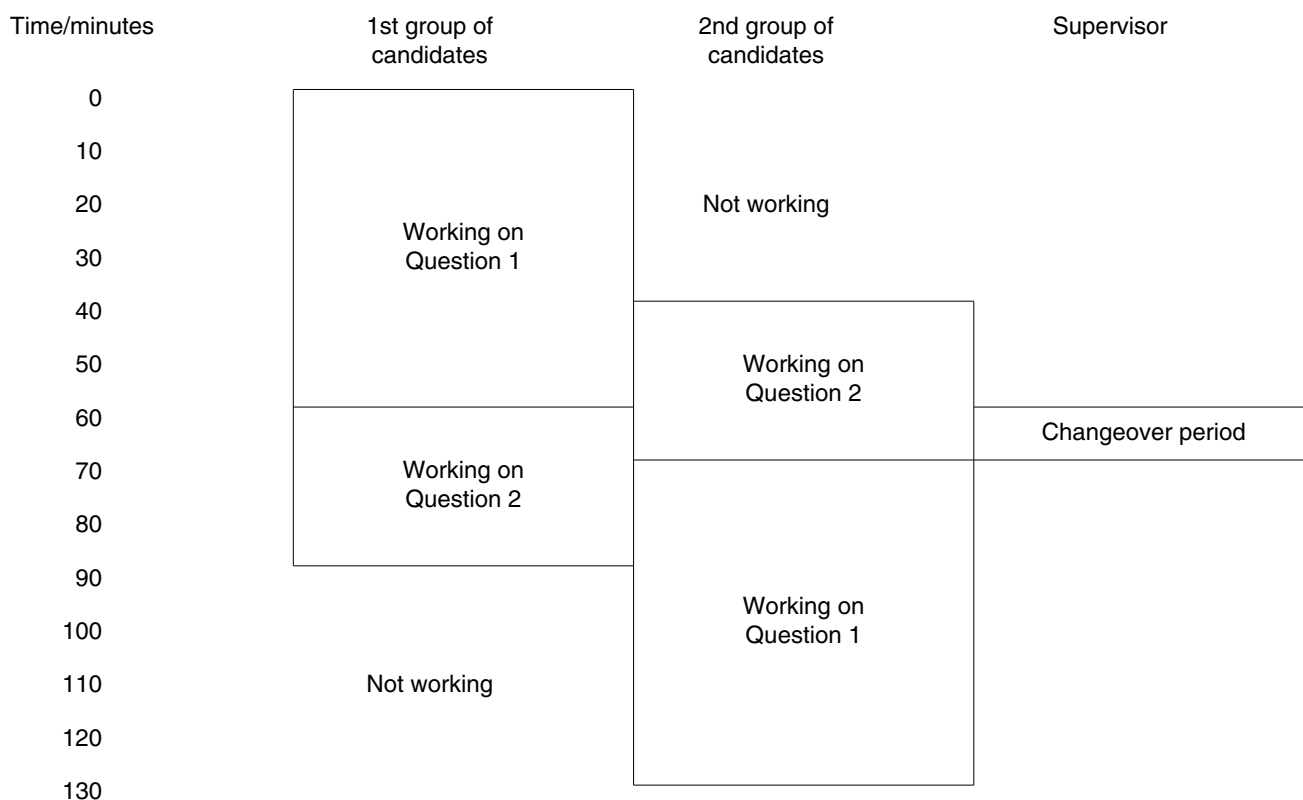 Time/minutes 1st group of candidates 2nd group of candidates Supervisor
0
10
20 Not working
Working on
30 Question 1
40
50 Working on
Question 2
60 Changeover period
70 Working on
Question 2
80
90
100 Working on
Question 1
110 Not working
120
130